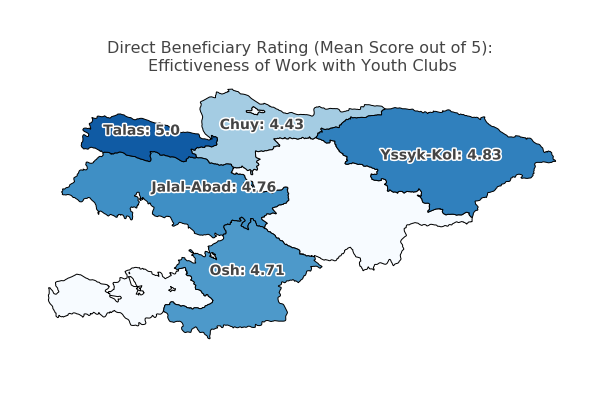 Direct Beneficiary Rating (Mean Score out of 5):
Effictiveness of Work with Youth Clubs
Talas: 5.0
Chuy: 4.43
Yssyk-Kol: 4.83
Jalal-Abad: 4.76
Osh: 4.71